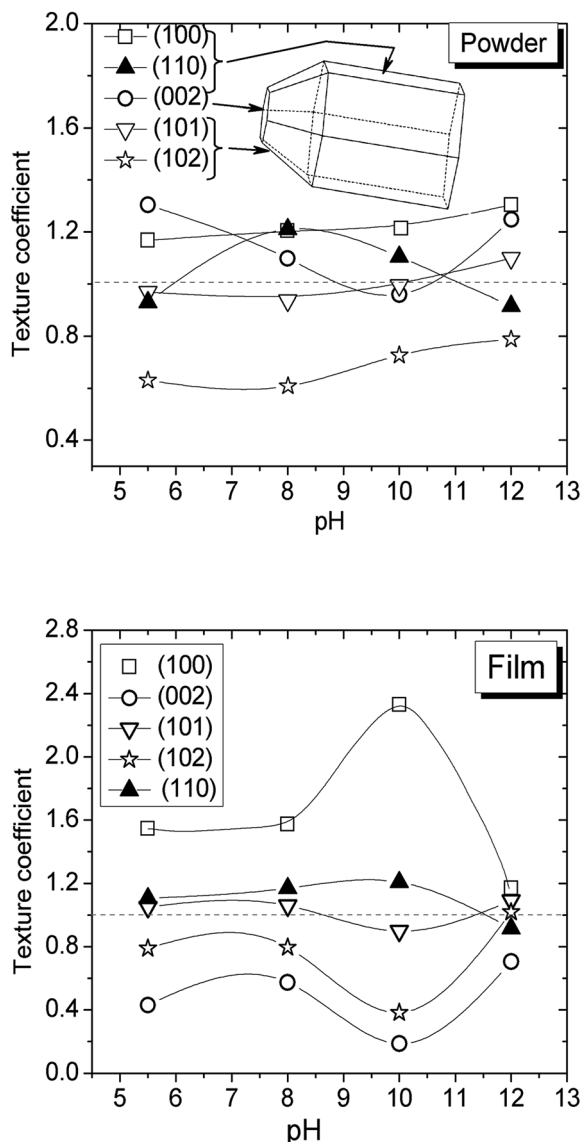 2.0
1.6
1.2
0.8
0.4
Texture coefficient
(100)
(110)
(002)
(101)
(102)
Powder
5 6 7 8 9 10 11 12 13
pH
2.8
2.4
2.0
1.6
1.2
0.8
0.4
0.0
Texture coefficient
(100)
(002)
(101)
(102)
(110)
Film
5 6 7 8 9 10 11 12 13
pH